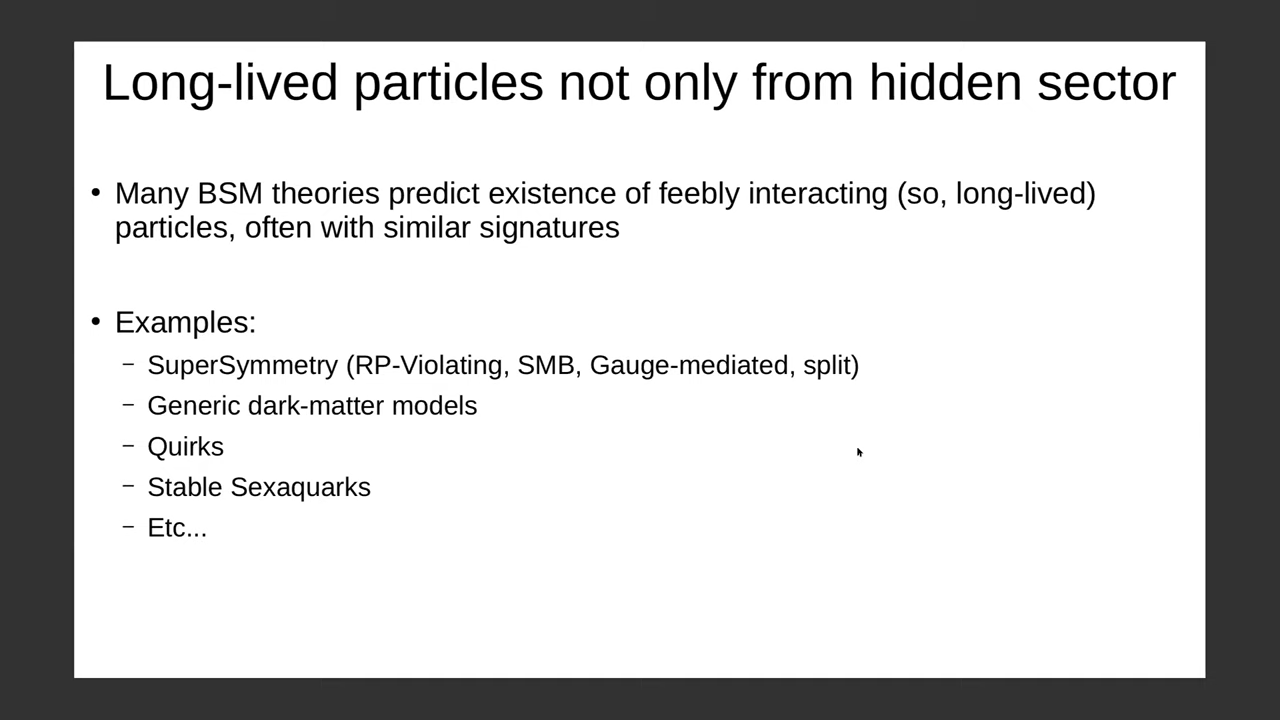 Long-lived particles not only from hidden sector
• Many BSM theories predict existence of feebly interacting (so, long-lived)
particles, often with similar signatures
• Examples:
– SuperSymmetry (RP-Violating, SMB, Gauge-mediated, split)
– Generic dark-matter models
– Quirks
– Stable Sexaquarks
– Etc...